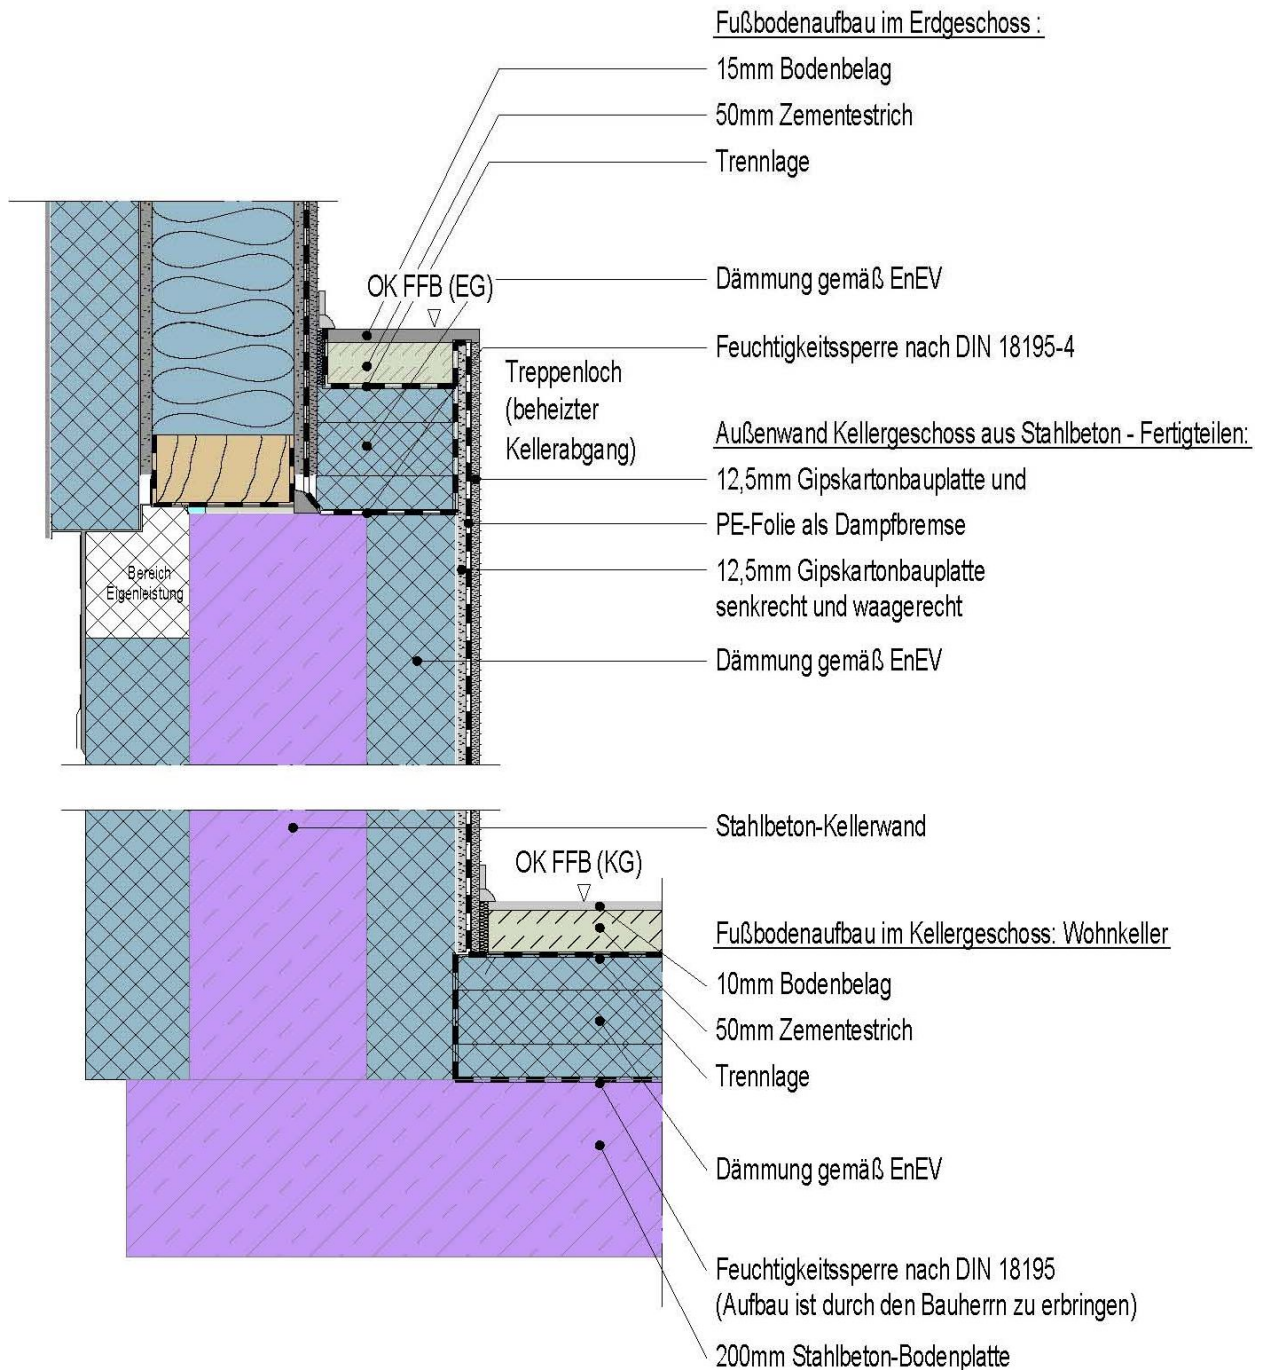 Fußbodenaufbau im Erdgeschoss :
15mm Bodenbelag
50mm Zementestrich
Trennlage
Dämmung gemäß EnEV
OK FFB (EG)
Feuchtigkeitssperre nach DIN 18195-4
Treppenloch
(beheizter
Kellerabgang)
Außenwand Kellergeschoss aus Stahlbeton - Fertigteilen:
12,5mm Gipskartonbauplatte und
PE-Folie als Dampfbremse
12,5mm Gipskartonbauplatte
senkrecht und waagerecht
Bereich
Eigenleistung
Dämmung gemäß EnEV
Stahlbeton-Kellerwand
OK FFB (KG)
Fußbodenaufbau im Kellergeschoss: Wohnkeller
10mm Bodenbelag
50mm Zementestrich
Trennlage
Dämmung gemäß EnEV
Feuchtigkeitssperre nach DIN 18195
(Aufbau ist durch den Bauherrn zu erbringen)
200mm Stahlbeton-Bodenplatte